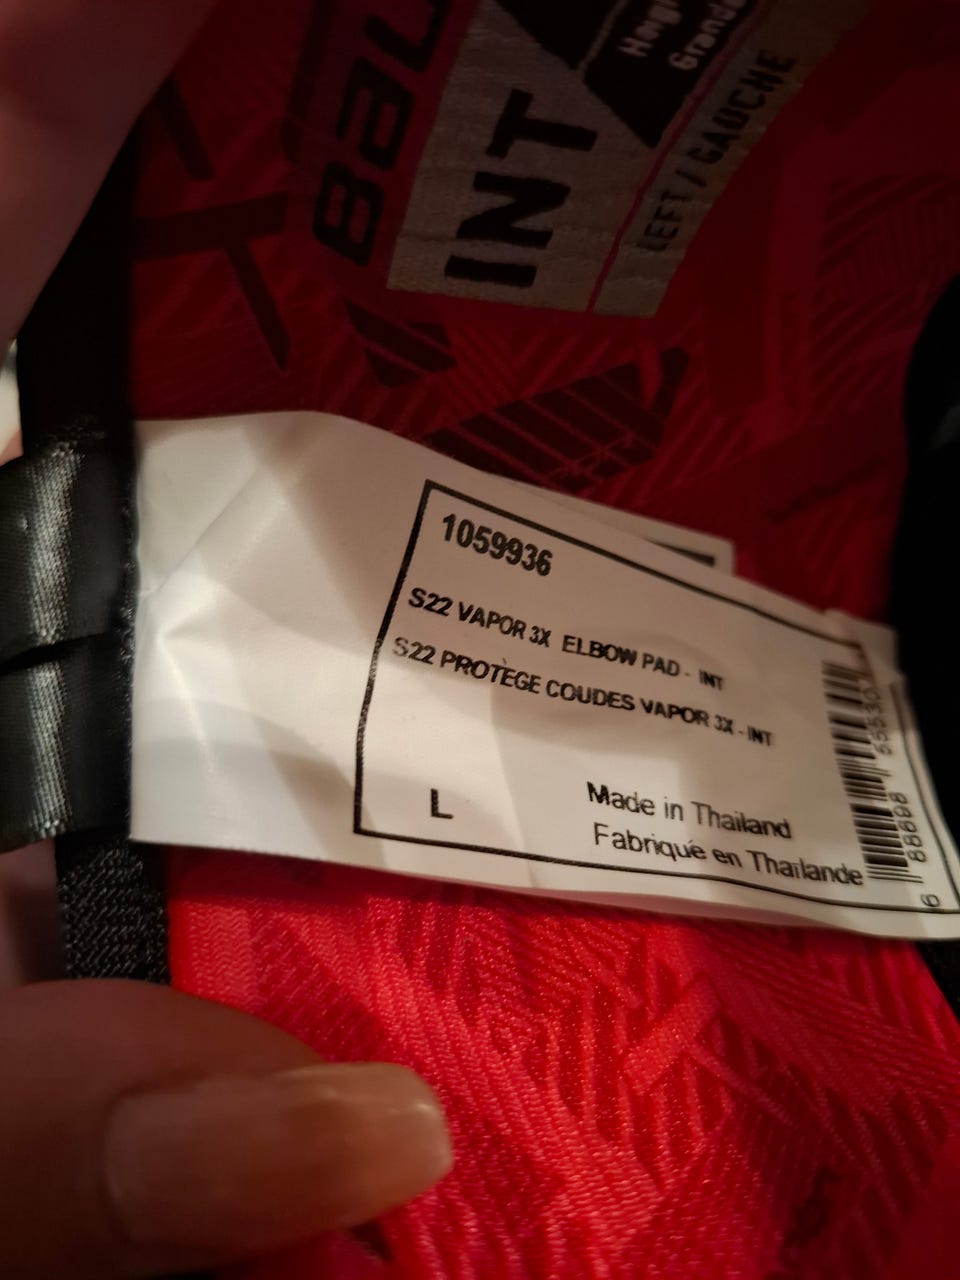 INT
LEFT / GAUCHE
1059936
S22 VAPOR 3X ELBOW PAD - INT
S22 PROTÈGE COUDES VAPOR 3X - INT
L
Made in Thailand
Fabriqué en Thaïlande